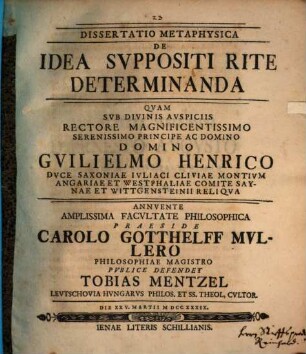 DISSERTATIO METAPHYSICA
DE
IDEA SVPPOSITI RITE
DETERMINANDA
QVAM
SVB DIVINIS AVSPICIIS
RECTORE MAGNIFICENTISSIMO
SERENISSIMO PRINCIPE AC DOMINO
DOMINO
GVILIELMO HENRICO
DVCE SAXONIAE IVLIACI CLIVIAE MONTIVM
ANGARIAE ET WESTPHALIAE COMITE SAY-
NAE ET WITTGENSTEINII RELIQVA
ANNVENTE
AMPLISSIMA FACVLTATE PHILOSOPHICA
PRAESIDE
CAROLO GOTTHELFF MVL-
LERO
PHILOSOPHIAE MAGISTRO
PVBLICE DEFENDET
TOBIAS MENTZEL
LEVTSCHOVIA HVNGARVS PHILOS. ET SS. THEOL. CVLTOR.
DIE XXV. MARTII MDCCXXXIX.
IENAE LITERIS SCHILLIANIS.